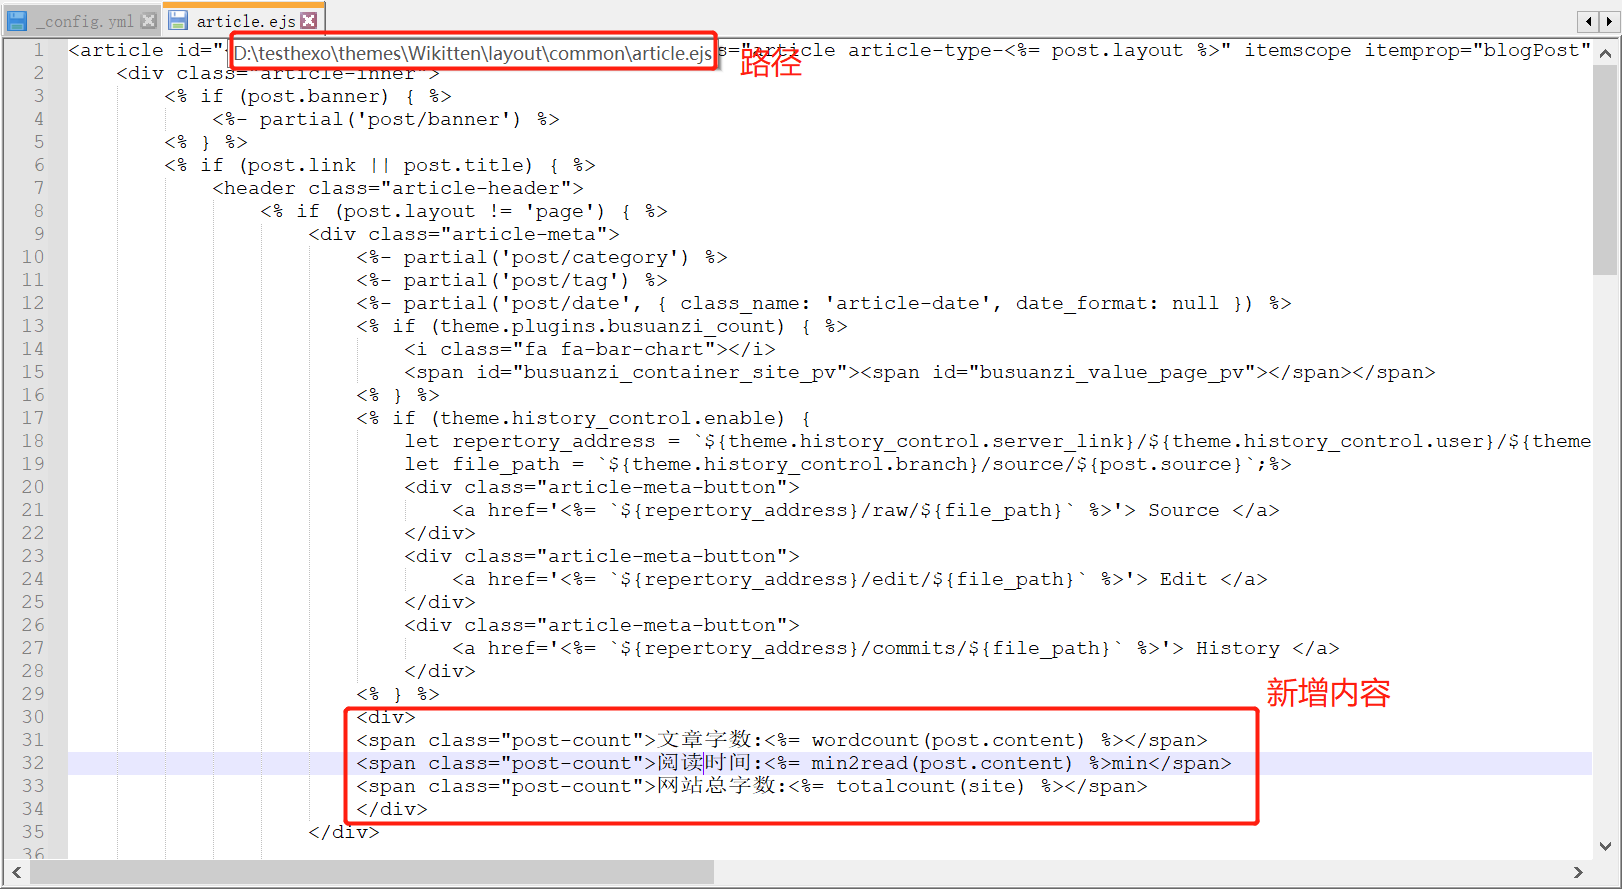 _config.yml article.ejs
1 <article id="
D:\testhexo\themes\Wikitten\layout\common\article.ejs
s="article article-type-<%= post.layout %>" itemscope itemprop="blogPost"
路径
2 <div class="article-inner">
3 <% if (post.banner) { %>
4 <%- partial('post/banner') %>
5 <% } %>
6 <% if (post.link || post.title) { %>
7 <header class="article-header">
8 <% if (post.layout != 'page') { %>
9 <div class="article-meta">
10 <%- partial('post/category') %>
11 <%- partial('post/tag') %>
12 <%- partial('post/date', { class_name: 'article-date', date_format: null }) %>
13 <% if (theme.plugins.busuanzi_count) { %>
14 <i class="fa fa-bar-chart"></i>
15 <span id="busuanzi_container_site_pv"><span id="busuanzi_value_page_pv"></span></span>
16 <% } %>
17 <% if (theme.history_control.enable) {
18 let repertory_address = `${theme.history_control.server_link}/${theme.history_control.user}/${theme
19 let file_path = `${theme.history_control.branch}/source/${post.source}`;%>
20 <div class="article-meta-button">
21 <a href='<%= `${repertory_address}/raw/${file_path}` %>'> Source </a>
22 </div>
23 <div class="article-meta-button">
24 <a href='<%= `${repertory_address}/edit/${file_path}` %>'> Edit </a>
25 </div>
26 <div class="article-meta-button">
27 <a href='<%= `${repertory_address}/commits/${file_path}` %>'> History </a>
28 </div>
29 <% } %>
新增内容
30 <div>
31 <span class="post-count">文章字数:<%= wordcount(post.content) %></span>
32 <span class="post-count">阅读时间:<%= min2read(post.content) %>min</span>
33 <span class="post-count">网站总字数:<%= totalcount(site) %></span>
34 </div>
35 </div>
36